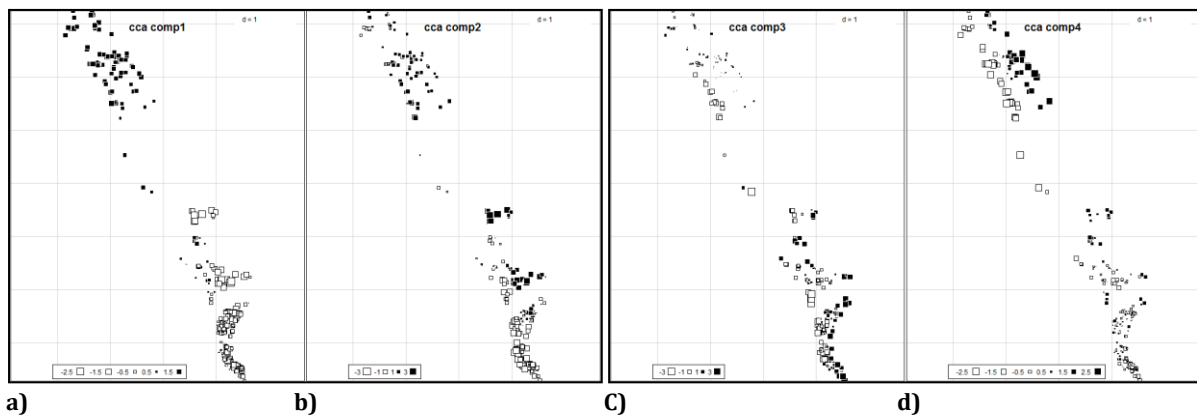 cca comp1
d = 1
-2.5 -1.5 -0.5 0.5 1.5
a)
cca comp2
d = 1
-3 -1 1 3
b)
cca comp3
d = 1
-3 -1 1 3
C)
cca comp4
d = 1
-2.5 -1.5 -0.5 0.5 1.5 2.5
d)